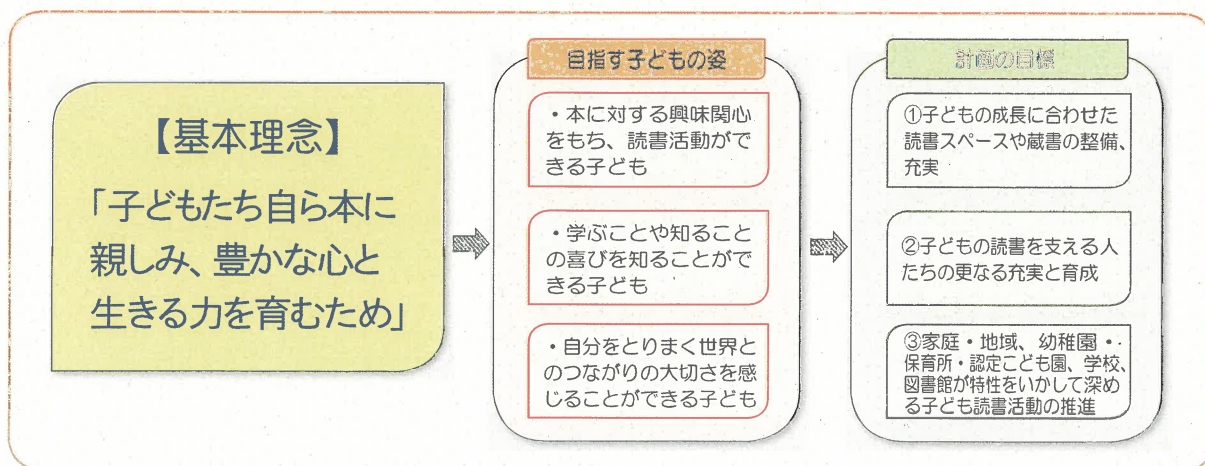 【基本理念】
「子どもたち自ら本に
親しみ、豊かな心と
生きる力を育むため」
目指す子どもの姿
・本に対する興味関心
をもち、読書活動がで
きる子ども
・学ぶことや知ること
の喜びを知ることがで
きる子ども
・自分をとりまく世界と
のつながりの大切さを感
じることができる子ども
計画の目標
①子どもの成長に合わせた
読書スペースや蔵書の整備、
充実
②子どもの読書を支える人
たちの更なる充実と育成
③家庭・地域、幼稚園・
保育所・認定こども園、学校、
図書館が特性をいかして深め
る子ども読書活動の推進